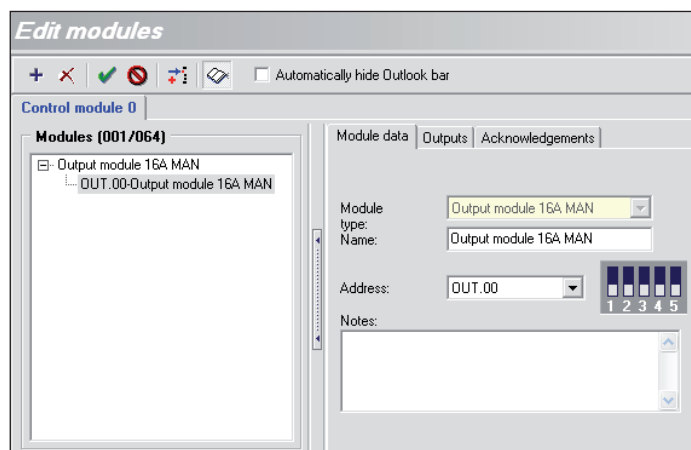 Edit modules
Automatically hide Outlook bar
Control module 0
Modules (001/064)
Output module 16A MAN
OUT.00-Output module 16A MAN
Module data
Outputs
Acknowledgements
Module type:
Output module 16A MAN
Name:
Output module 16A MAN
Address:
OUT.00
1 2 3 4 5
Notes: